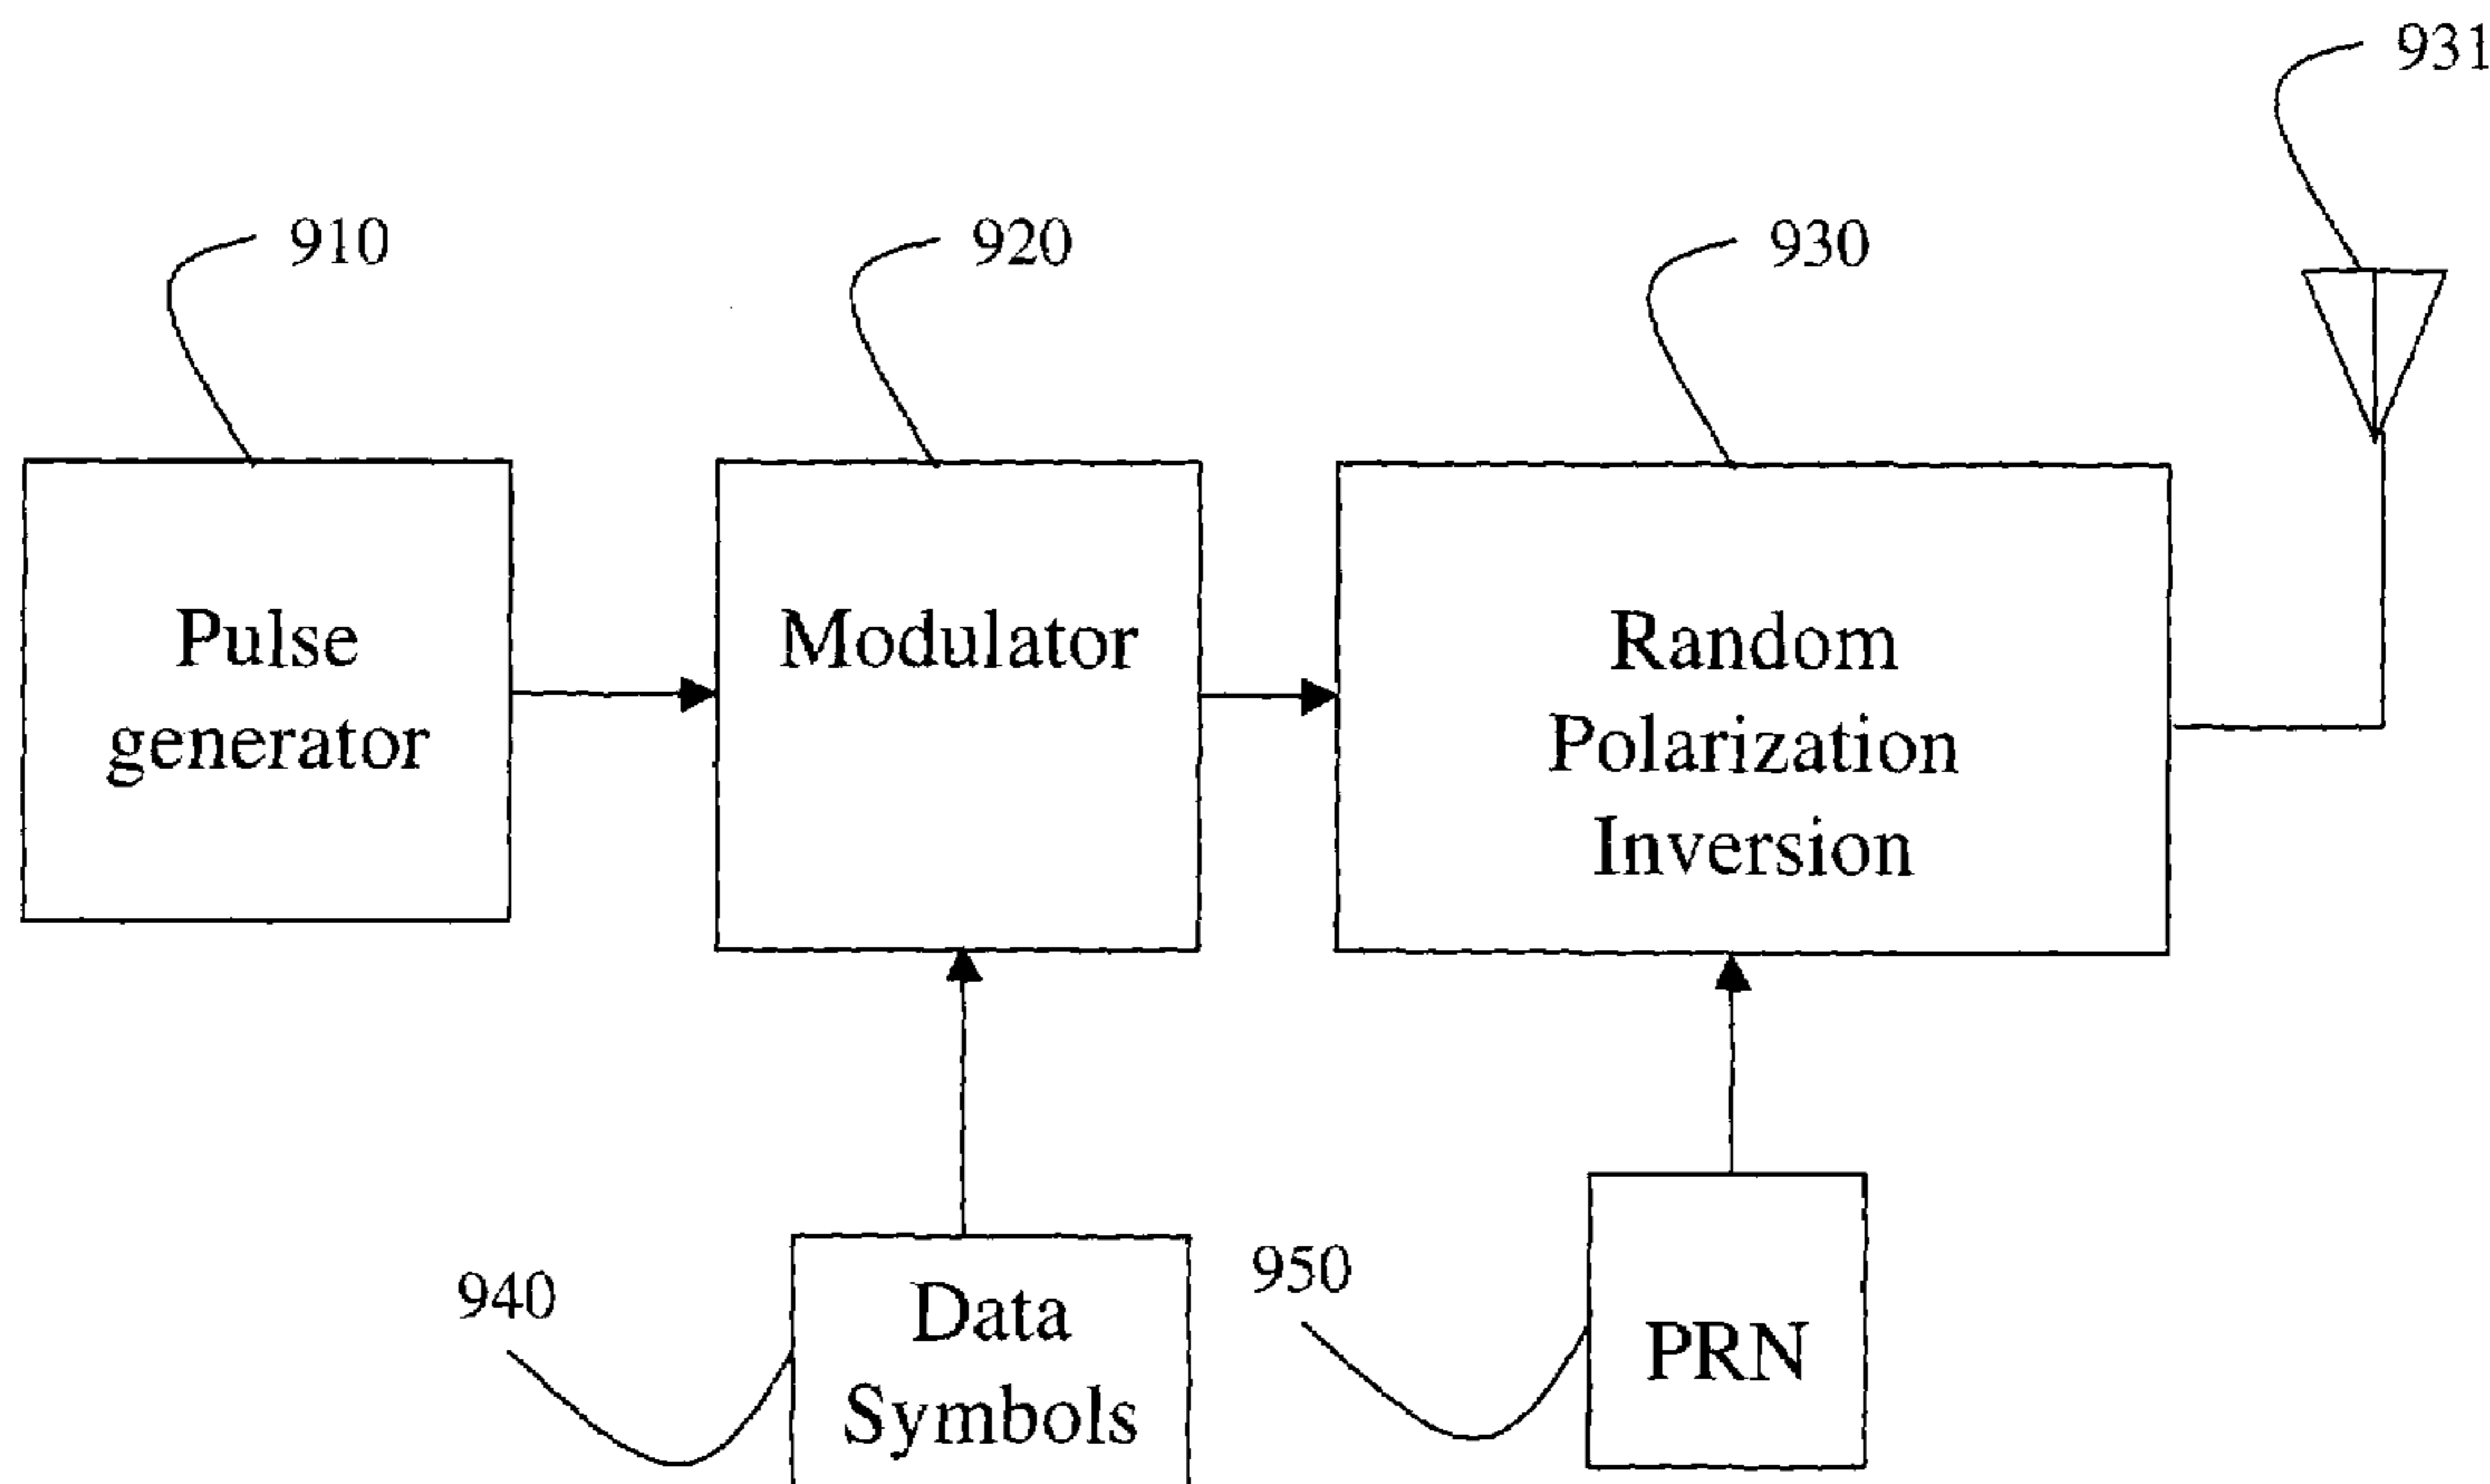 931
910
920
930
Pulse
generator
Modulator
Random
Polarization
Inversion
940
Data
Symbols
950
PRN